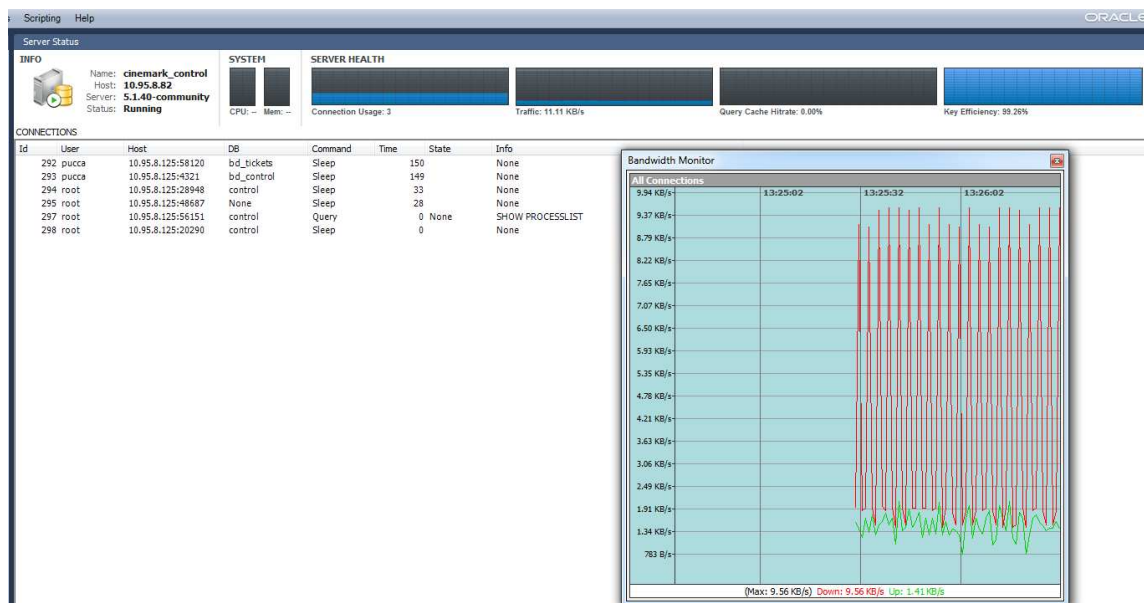 Scripting Help
ORACLE
Server Status
INFO
Name: cinemark_control
Host: 10.95.8.82
Server: 5.1.40-community
Status: Running
SYSTEM
CPU: -- Mem: --
SERVER HEALTH
Connection Usage: 3
Traffic: 11.11 KB/s
Query Cache Hitrate: 0.00%
Key Efficiency: 99.26%
CONNECTIONS
Id User Host DB Command Time State Info
292 pucca 10.95.8.125:58120 bd_tickets Sleep 150 None
293 pucca 10.95.8.125:4321 bd_control Sleep 149 None
294 root 10.95.8.125:28948 control Sleep 33 None
295 root 10.95.8.125:48687 None Sleep 28 None
297 root 10.95.8.125:56151 control Query 0 None SHOW PROCESSLIST
298 root 10.95.8.125:20290 control Sleep 0 None
Bandwidth Monitor
All Connections
13:25:02 13:25:32 13:26:02
9.94 KB/s
9.37 KB/s
8.79 KB/s
8.22 KB/s
7.65 KB/s
7.07 KB/s
6.50 KB/s
5.93 KB/s
5.35 KB/s
4.78 KB/s
4.21 KB/s
3.63 KB/s
3.06 KB/s
2.49 KB/s
1.91 KB/s
1.34 KB/s
783 B/s
(Max: 9.56 KB/s) Down: 9.56 KB/s Up: 1.41 KB/s